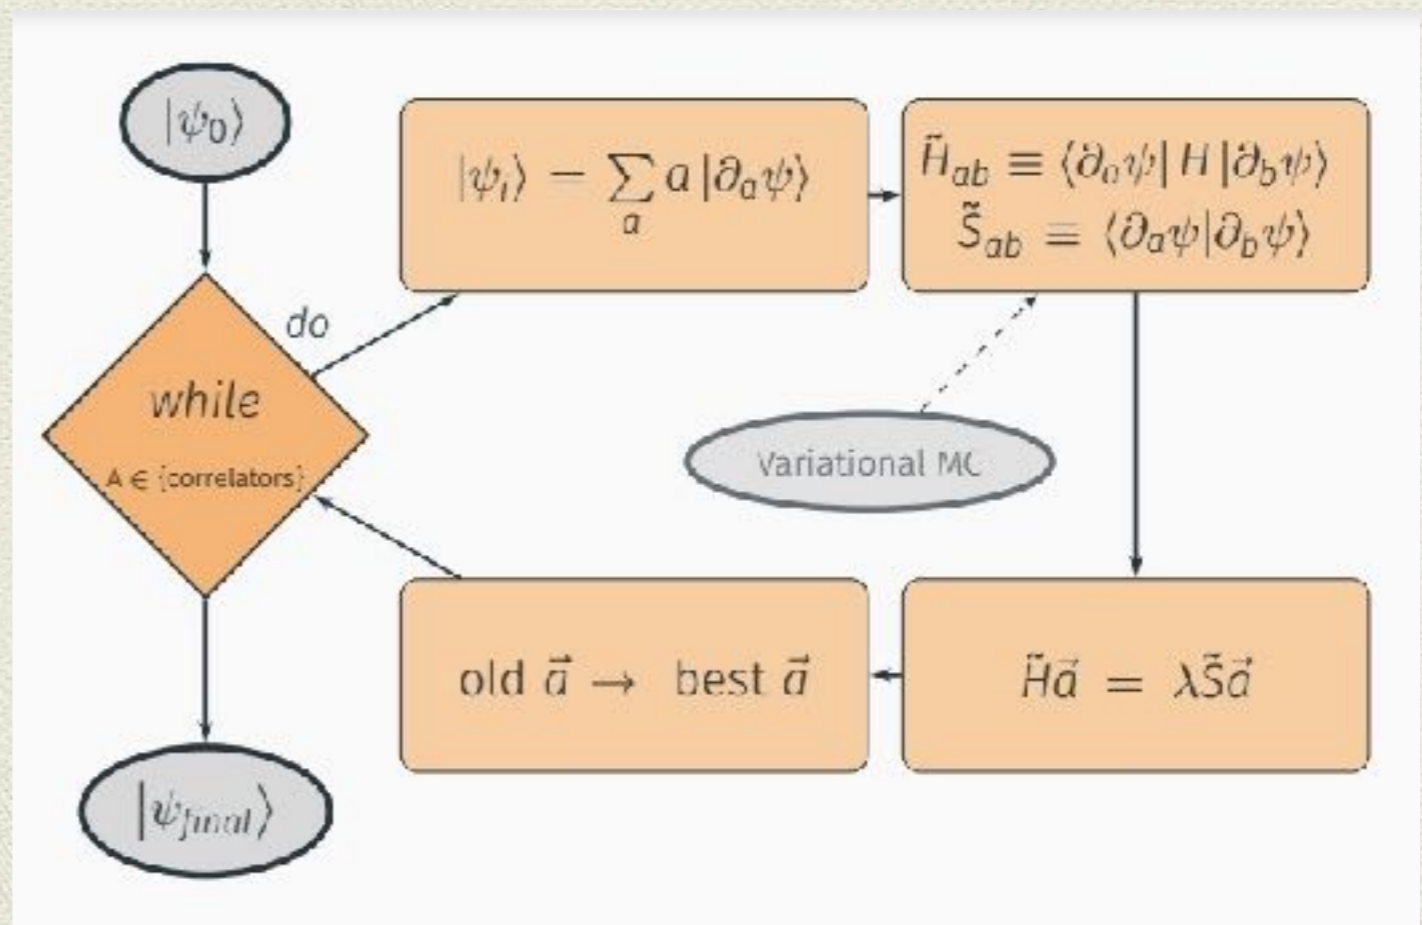 |ψ₀⟩
|ψᵢ⟩ = ∑ₐ a |∂ₐψ⟩
H̃ₐb ≡ ⟨∂ₐψ| H |∂bψ⟩
S̃ₐb ≡ ⟨∂ₐψ|∂bψ⟩
do
while
A ∈ {correlators}
Variational MC
old a⃗ → best a⃗
H̃a⃗ = λS̃a⃗
|ψfinal⟩